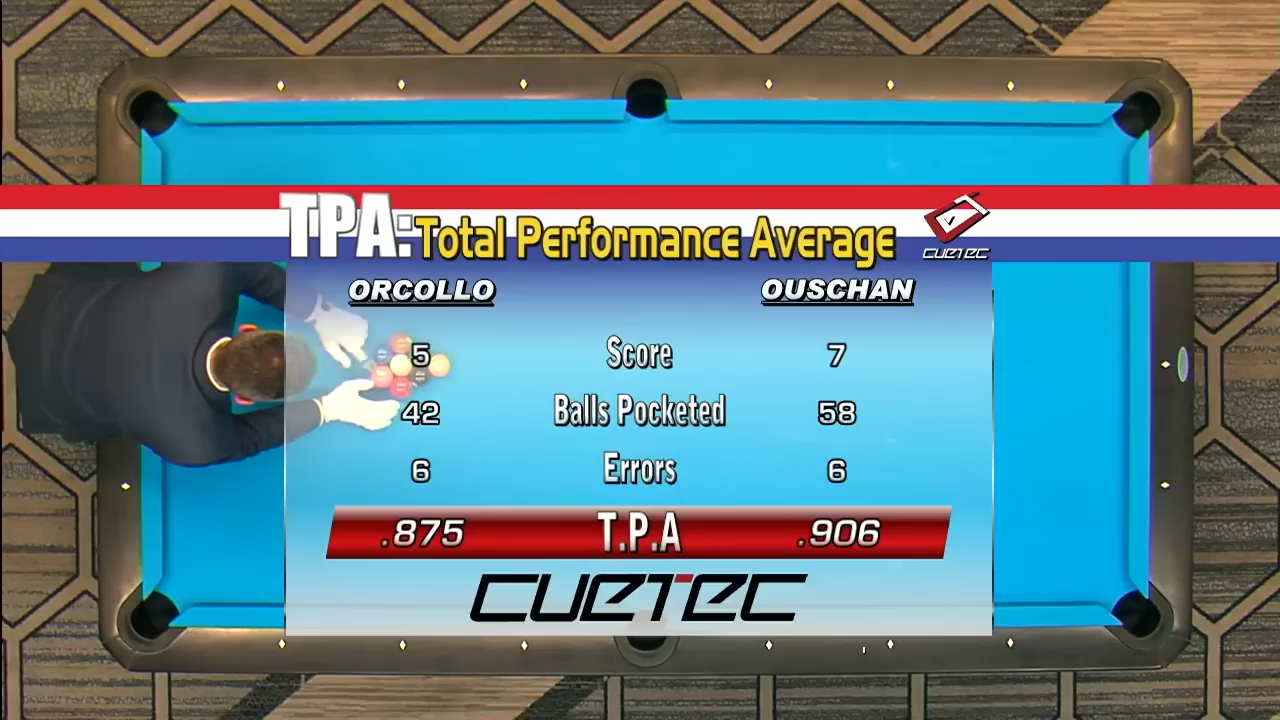 TPA: Total Performance Average
CUETEC
ORCOLLO OUSCHAN
5 Score 7
42 Balls Pocketed 58
6 Errors 6
.875 T.P.A .906
CUETEC